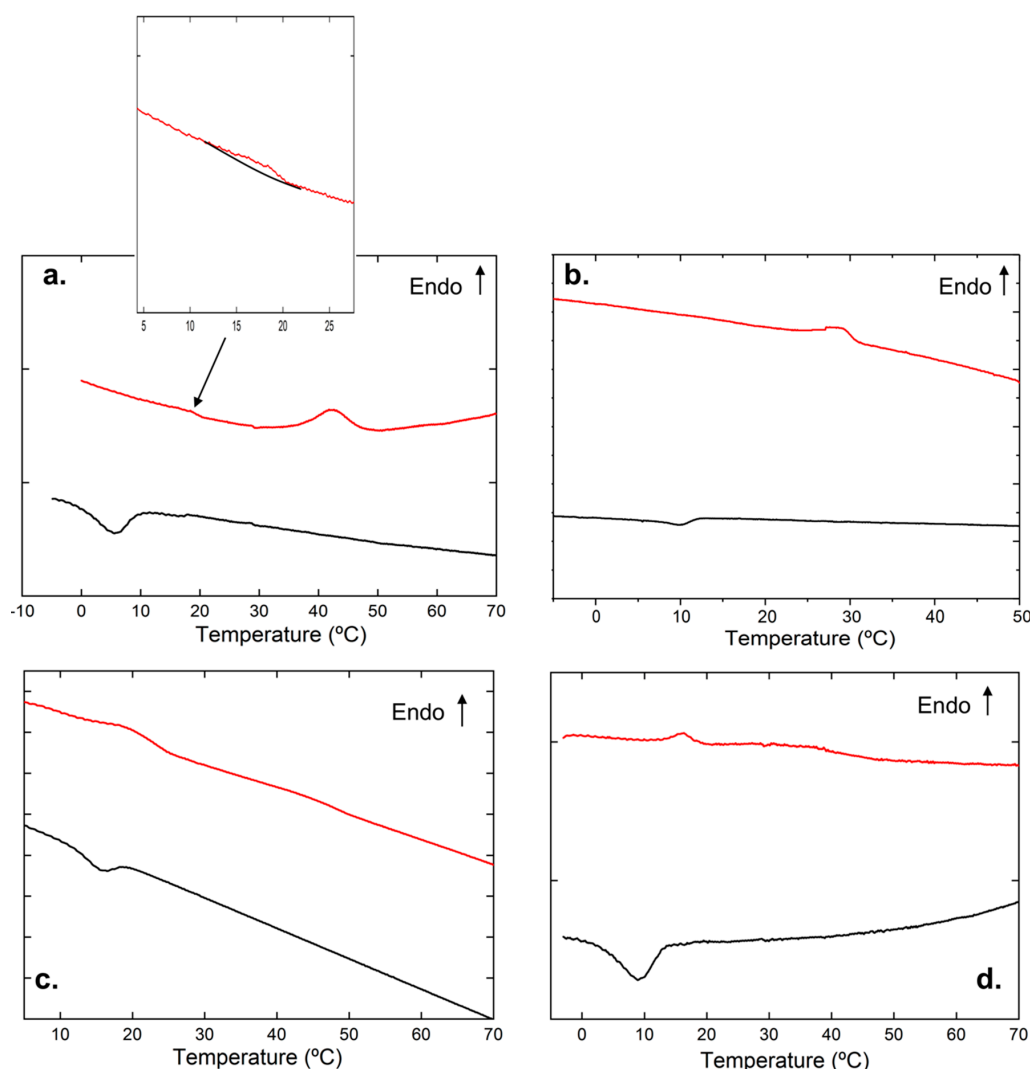 5 10 15 20 25
a.
Endo
-10 0 10 20 30 40 50 60 70
Temperature (ºC)
b.
Endo
0 10 20 30 40 50
Temperature (ºC)
Endo
c.
10 20 30 40 50 60 70
Temperature (ºC)
Endo
d.
0 10 20 30 40 50 60 70
Temperature (ºC)